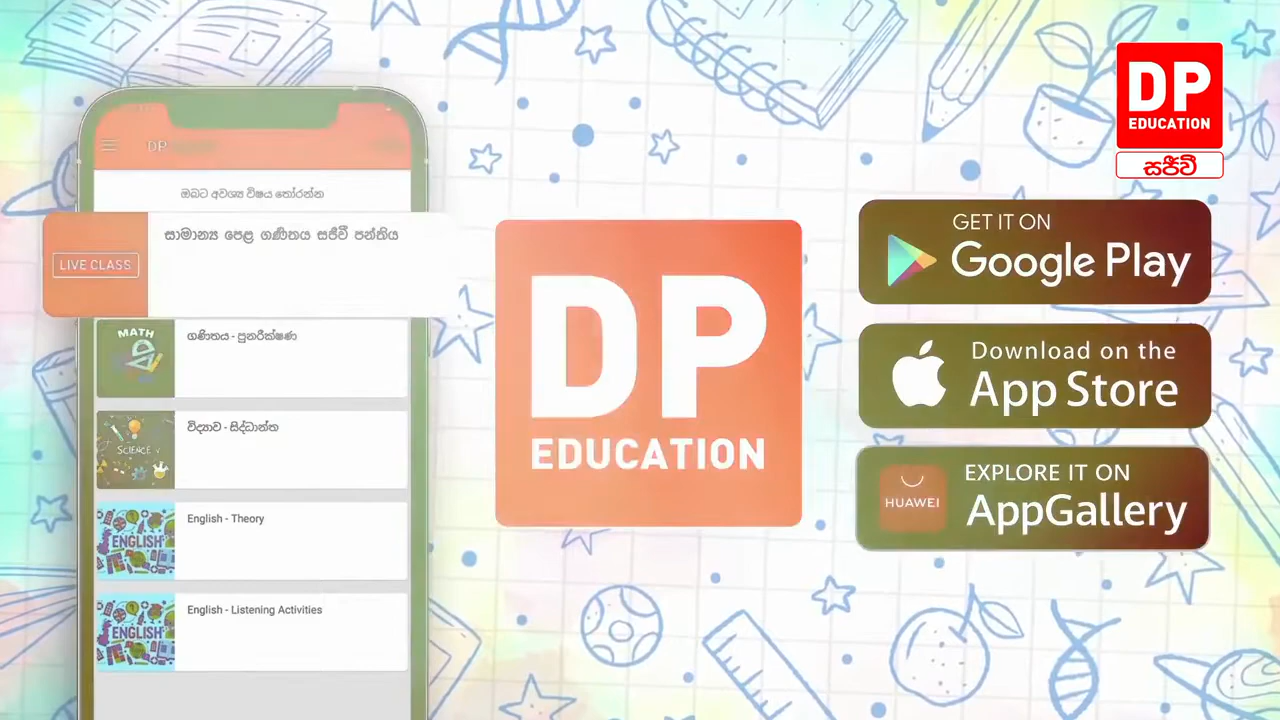 DP
EDUCATION
සජීවී
DP
ඔබට අවශ්‍ය විෂය තෝරන්න
LIVE CLASS
සාමාන්‍ය පෙළ ගණිතය සජීවී පන්තිය
MATH
ගණිතය - පුනරීක්ෂණ
SCIENCE
විද්‍යාව - සිද්ධාන්ත
ENGLISH
English - Theory
ENGLISH
English - Listening Activities
DP
EDUCATION
GET IT ON
Google Play
Download on the
App Store
HUAWEI
EXPLORE IT ON
AppGallery